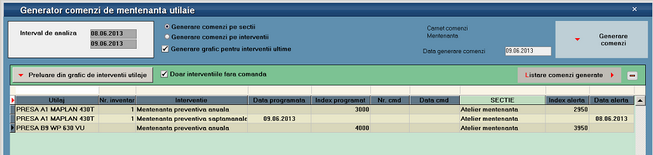 Generator comenzi de mentenanta utilaje
Interval de analiza
08.06.2013
09.06.2013
Generare comenzi pe sectii
Generare comenzi pe interventii
Generare grafic pentru interventii ultime
Carnet comenzi
Mentenanta
Data generare comenzi 09.06.2013
Generare comenzi
Preluare din grafic de interventii utilaje
Doar interventiile fara comanda
Listare comenzi generate
Utilaj Nr. inventar Interventie Data programata Index programat Nr. cmd Data cmd SECTIE Index alerta Data alerta
PRESA A1 MAPLAN 430T 1 Mentenanta preventiva anuala 3000 Atelier mentenanta 2950
PRESA A1 MAPLAN 430T 1 Mentenanta preventiva saptamanale 09.06.2013 Atelier mentenanta 08.06.2013
PRESA B9 WP 630 VU Mentenanta preventiva anuala 4000 Atelier mentenanta 3950